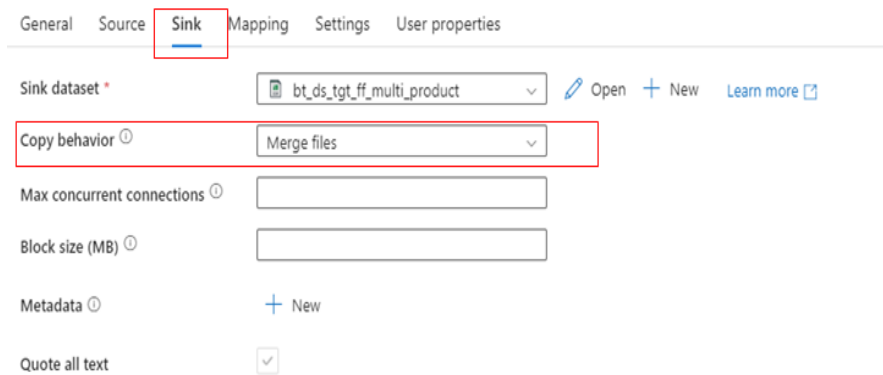 General Source Sink Mapping Settings User properties
Sink dataset * bt_ds_tgt_ff_multi_product Open New Learn more
Copy behavior Merge files
Max concurrent connections
Block size (MB)
Metadata New
Quote all text